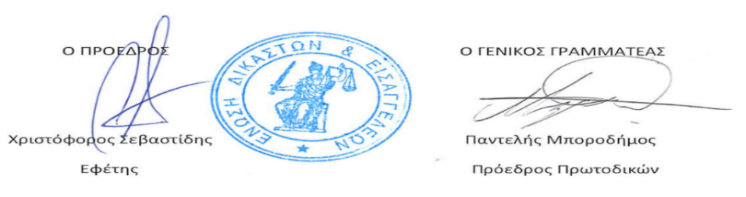 Ο ΠΡΟΕΔΡΟΣ
Χριστόφορος Σεβαστίδης
Εφέτης
ΕΝΩΣΗ ΔΙΚΑΣΤΩΝ & ΕΙΣΑΓΓΕΛΕΩΝ
Ο ΓΕΝΙΚΟΣ ΓΡΑΜΜΑΤΕΑΣ
Παντελής Μποροδήμος
Πρόεδρος Πρωτοδικών